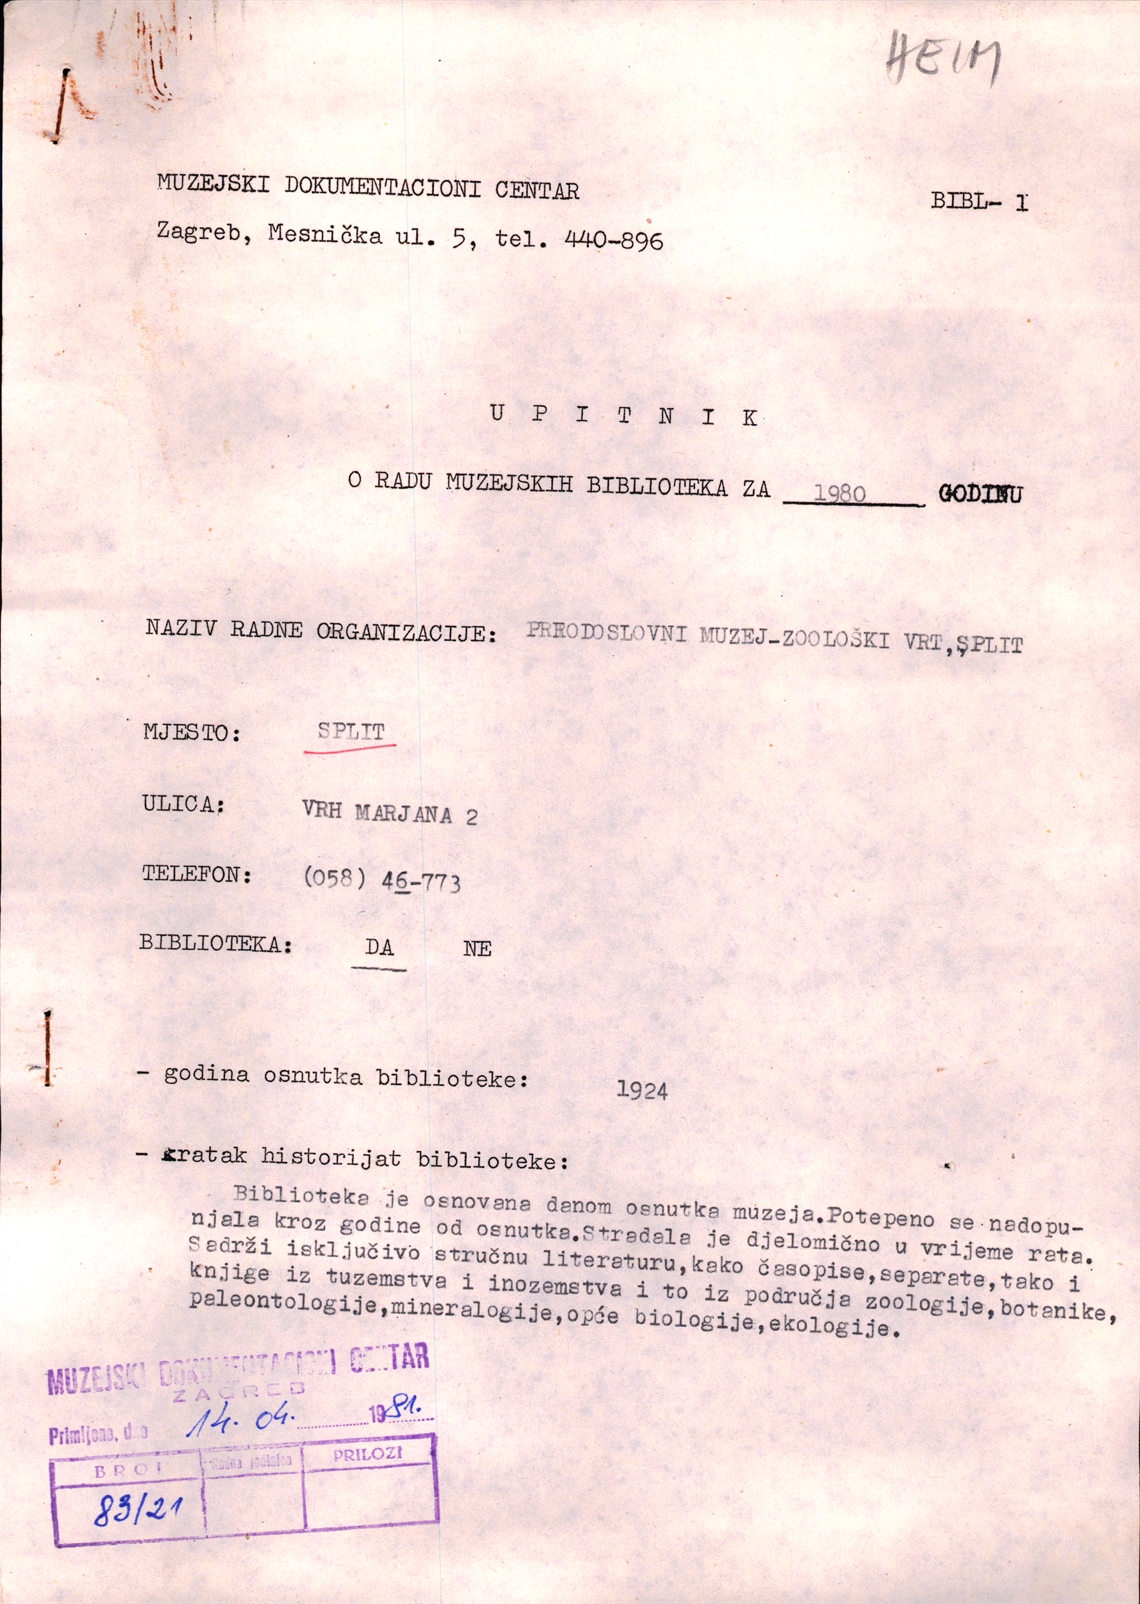 HEIM
MUZEJSKI DOKUMENTACIONI CENTAR
BIBL- 1
Zagreb, Mesnička ul. 5, tel. 440-896
U P I T N I K
O RADU MUZEJSKIH BIBLIOTEKA ZA 1980 GODINU
NAZIV RADNE ORGANIZACIJE: PRRODOSLOVNI MUZEJ-ZOOLOŠKI VRT,SPLIT
MJESTO: SPLIT
ULICA: VRH MARJANA 2
TELEFON: (058) 46-773
BIBLIOTEKA: DA NE
- godina osnutka biblioteke: 1924
- kratak historijat biblioteke:
Biblioteka je osnovana danom osnutka muzeja.Potepeno se nadopu-
njala kroz godine od osnutka.Stradala je djelomično u vrijeme rata.
Sadrži isključivo stručnu literaturu,kako časopise,separate,tako i
knjige iz tuzemstva i inozemstva i to iz područja zoologije,botanike,
paleontologije,mineralogije,opće biologije,ekologije.
MUZEJSKI DOKUMENTACIONI CENTAR
ZAGREB
Primljeno, dne 14. 04. 1981.
BROJ Radna jedinica PRILOZI
83/21